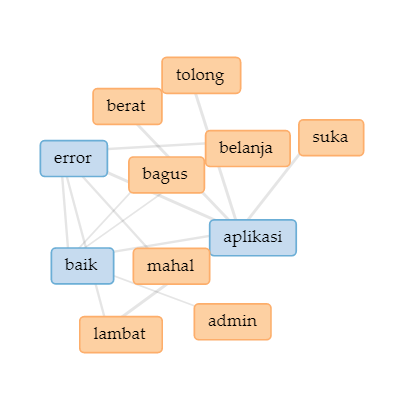 tolong
berat
suka
belanja
error
bagus
aplikasi
baik
mahal
admin
lambat